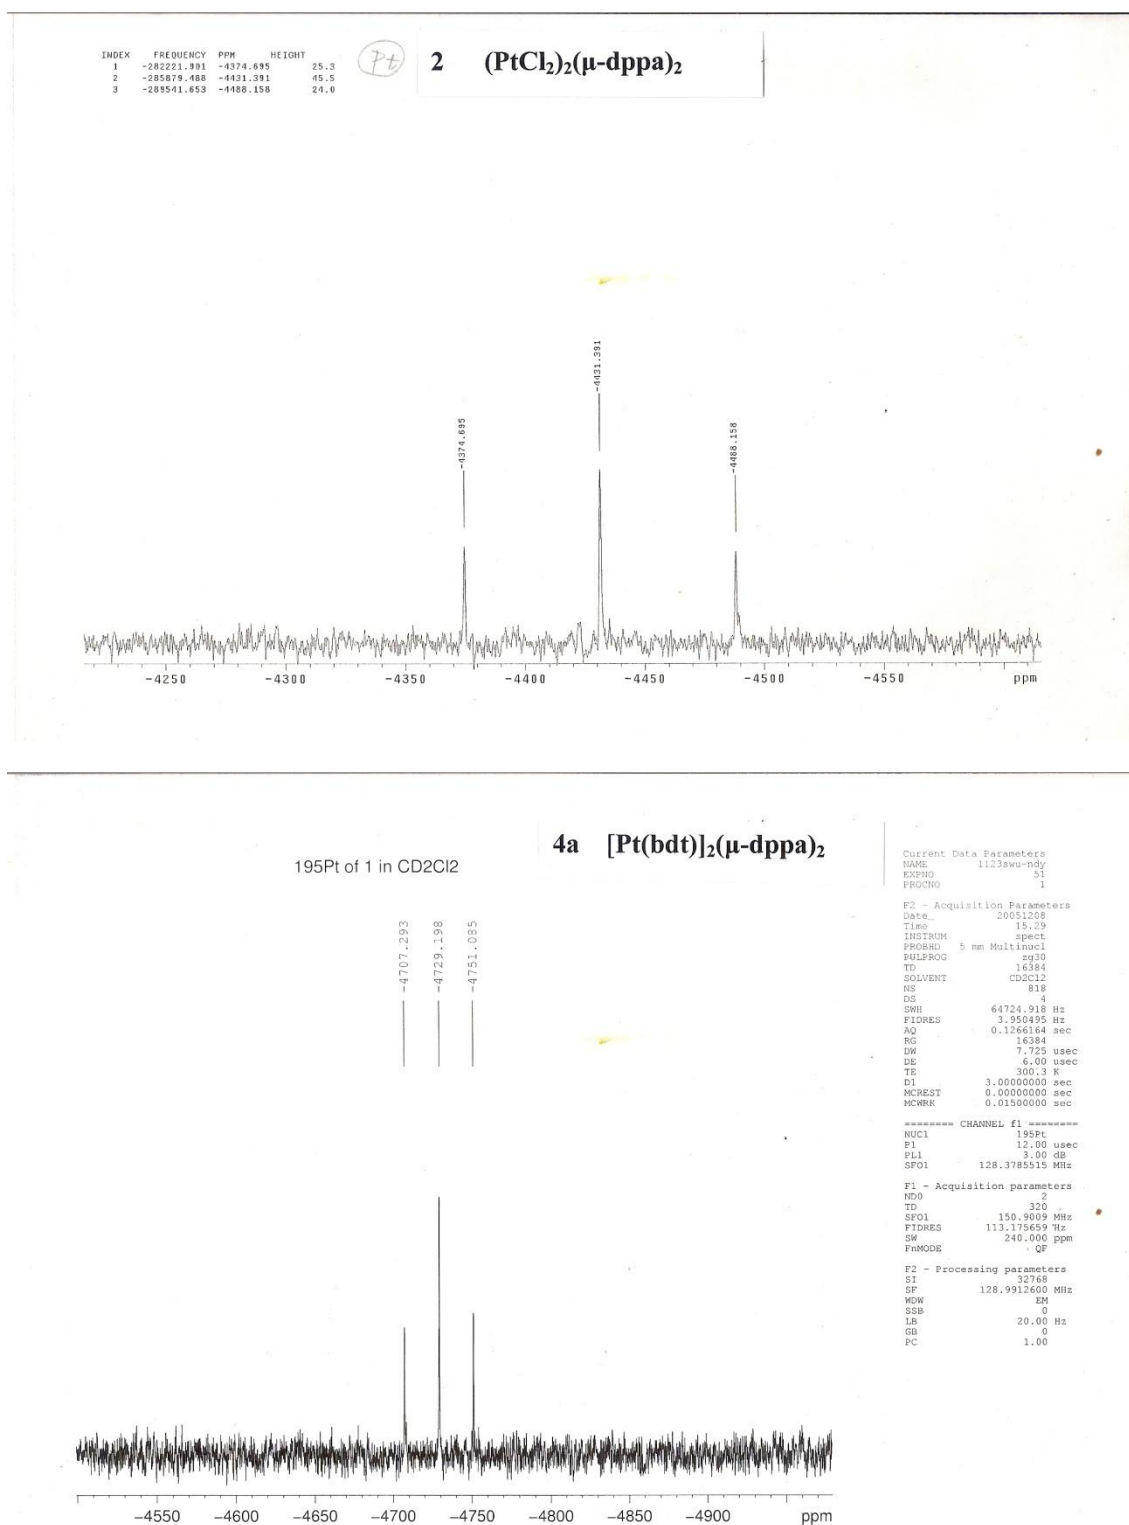 INDEX FREQUENCY PPM HEIGHT
1 -282221.901 -4374.695 25.3
2 -285879.488 -4431.391 45.5
3 -289541.653 -4488.158 24.0
Pt
2 (PtCl₂)₂(μ-dppa)₂
-4374.695
-4431.391
-4488.158
-4250 -4300 -4350 -4400 -4450 -4500 -4550 ppm
4a [Pt(bdt)]₂(μ-dppa)₂
195Pt of 1 in CD2Cl2
-4707.293
-4729.198
-4751.085
-4550 -4600 -4650 -4700 -4750 -4800 -4850 -4900 ppm
Current Data Parameters
NAME 1123swu-ndy
EXPNO 51
PROCNO 1
F2 - Acquisition Parameters
Date_ 20051208
Time 15.29
INSTRUM spect
PROBHD 5 mm Multinucl
PULPROG zg30
TD 16384
SOLVENT CD2Cl2
NS 818
DS 4
SWH 64724.918 Hz
FIDRES 3.950495 Hz
AQ 0.1266164 sec
RG 16384
DW 7.725 usec
DE 6.00 usec
TE 300.3 K
D1 3.00000000 sec
MCREST 0.00000000 sec
MCWRK 0.01500000 sec
======== CHANNEL f1 ========
NUC1 195Pt
P1 12.00 usec
PL1 3.00 dB
SFO1 128.3785515 MHz
F1 - Acquisition parameters
ND0 2
TD 320
SFO1 150.9009 MHz
FIDRES 113.175659 Hz
SW 240.000 ppm
FnMODE QF
F2 - Processing parameters
SI 32768
SF 128.9912600 MHz
WDW EM
SSB 0
LB 20.00 Hz
GB 0
PC 1.00